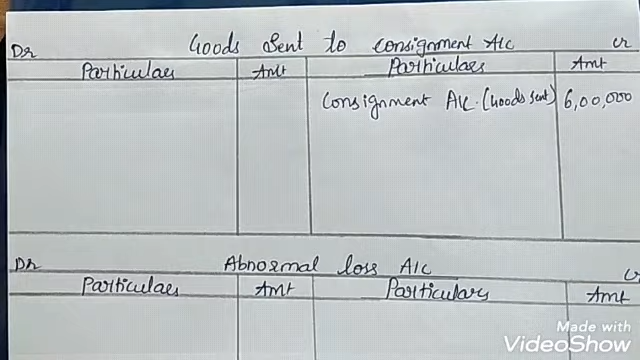 Dr Goods Sent to Consignment A/c cr
Particulars Amt Particulars Amt
Consignment A/c. (Goods sent) 6,00,000
Dr Abnormal loss A/c Cr
Particulars Amt Particulars Amt
Made with
VideoShow